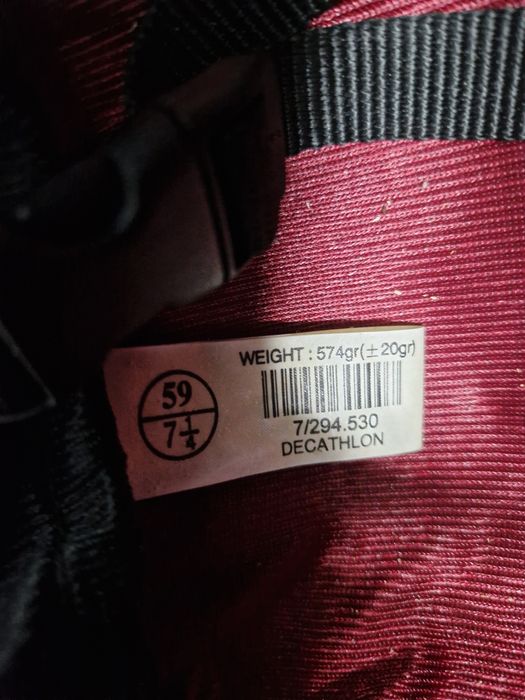 59
7 1/4
WEIGHT : 574gr(±20gr)
7/294.530
DECATHLON